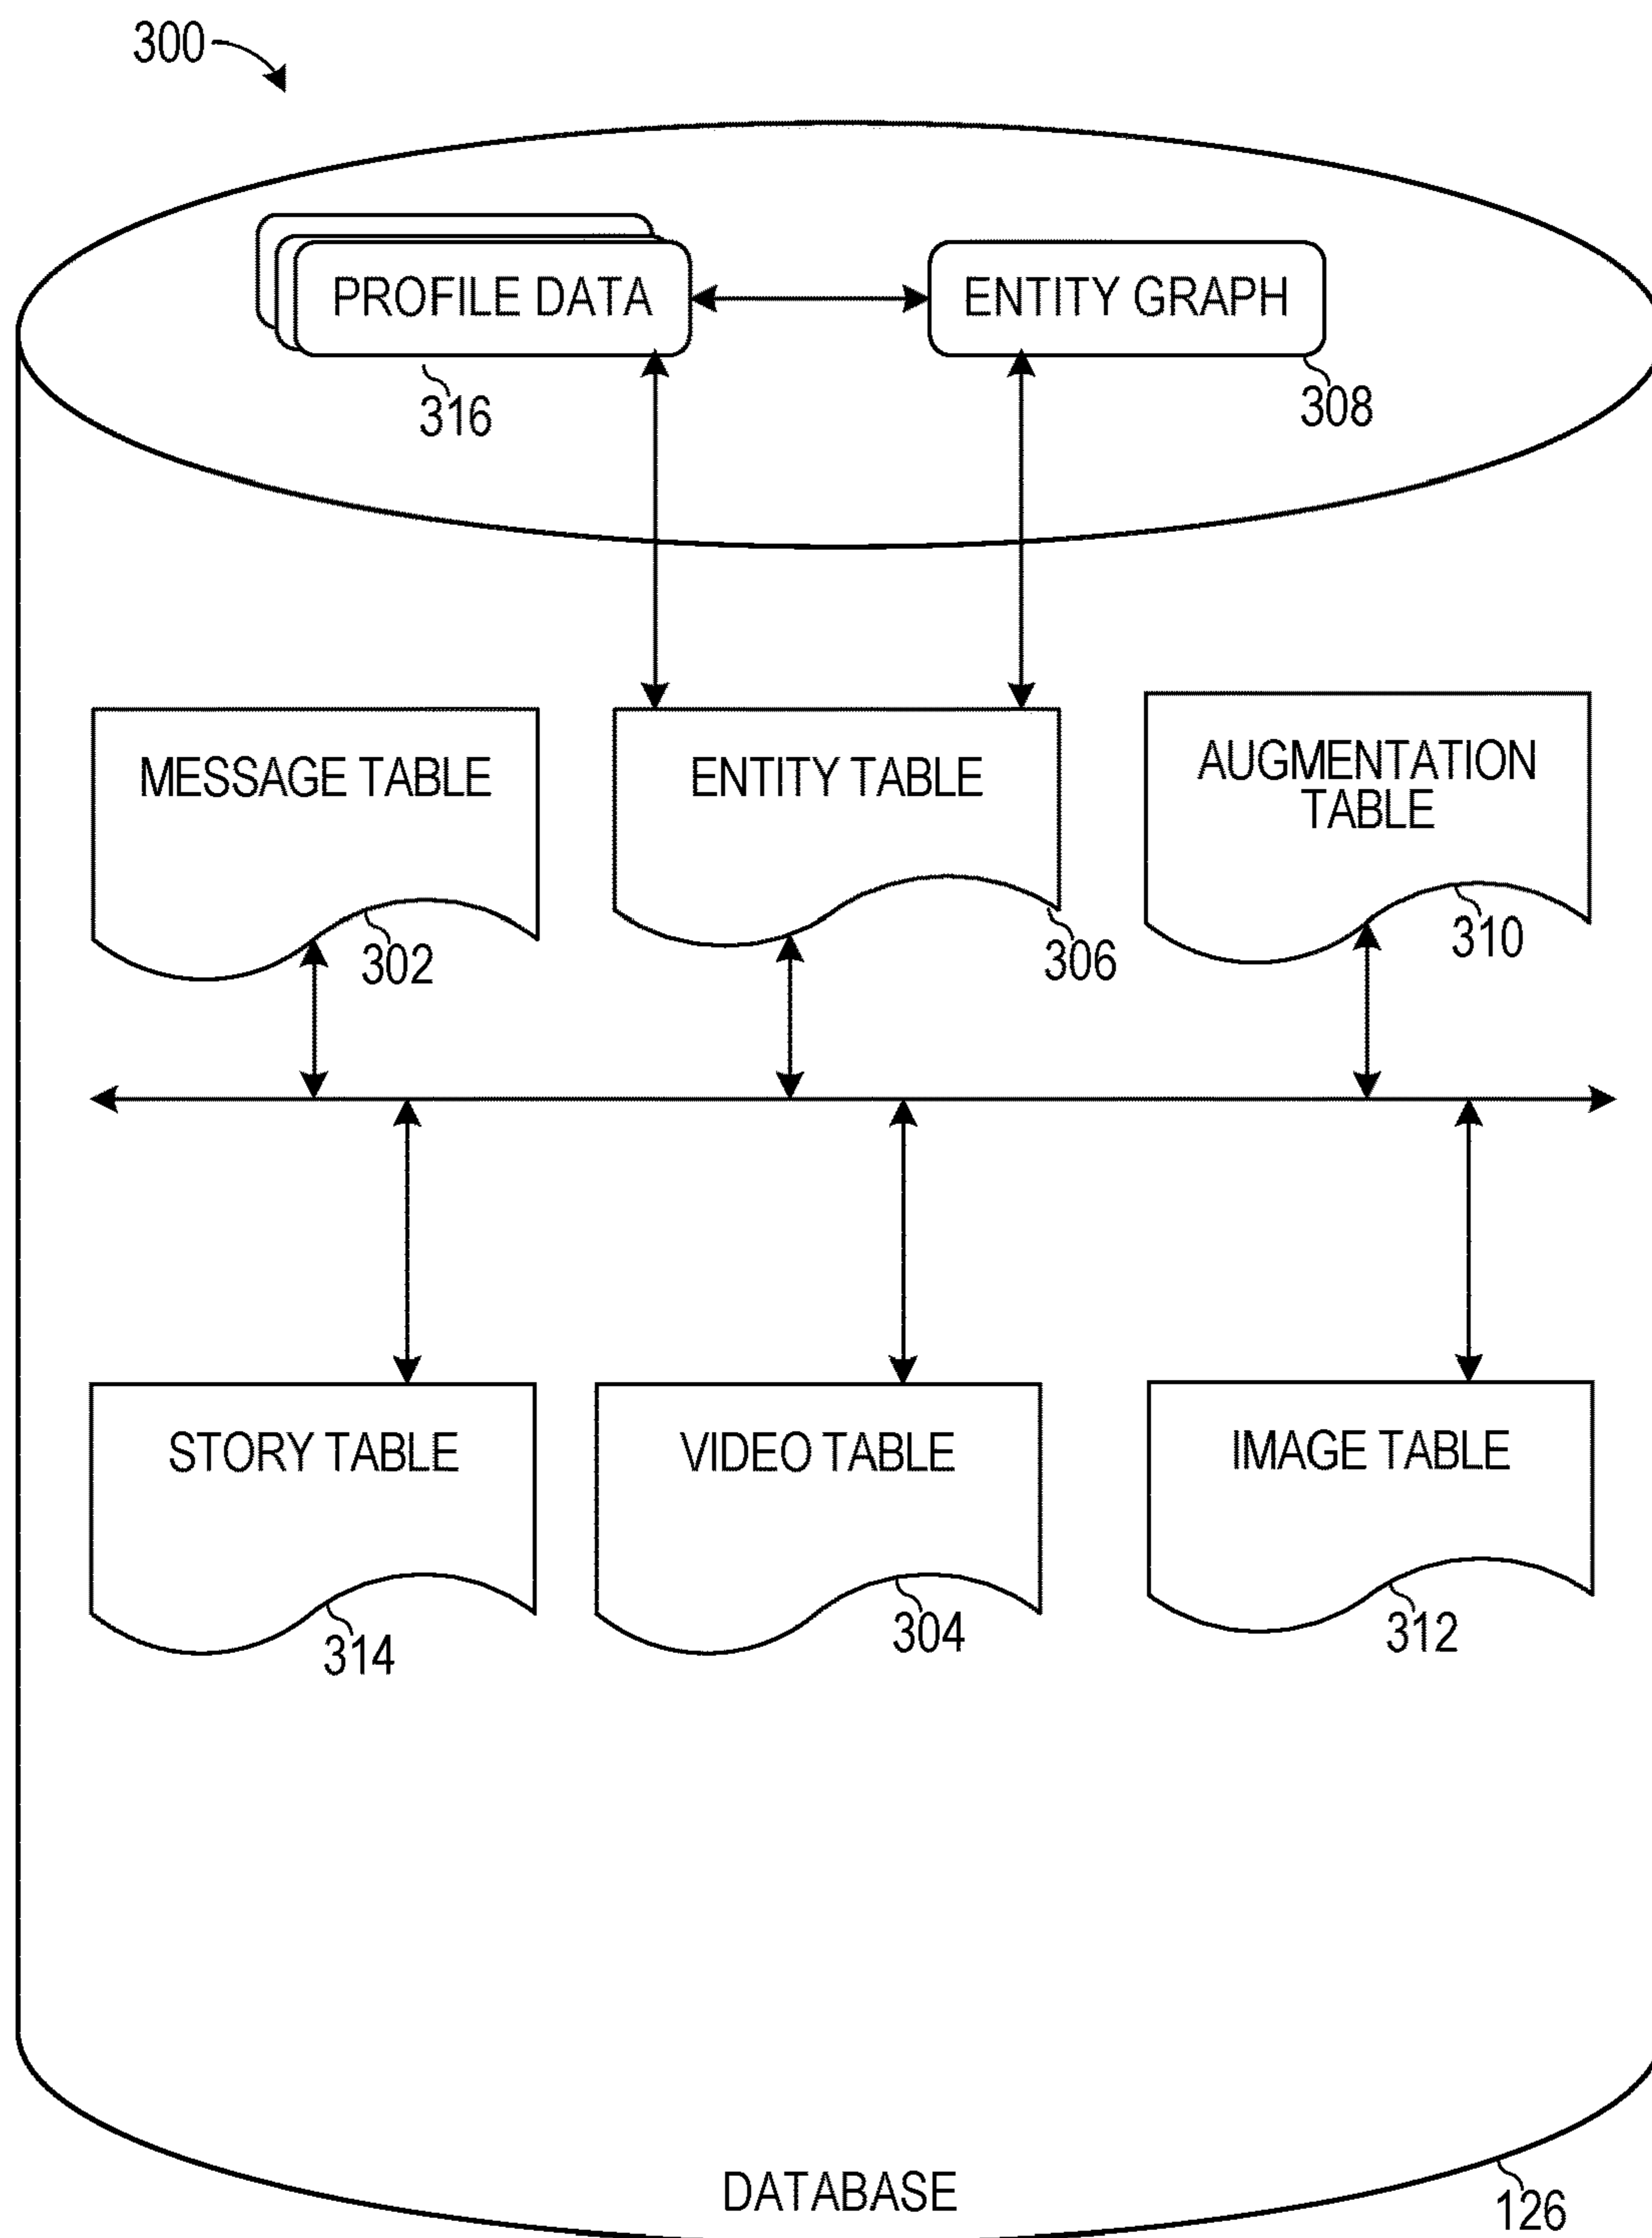 300
PROFILE DATA
ENTITY GRAPH
316
308
MESSAGE TABLE
ENTITY TABLE
AUGMENTATION
TABLE
302
306
310
STORY TABLE
VIDEO TABLE
IMAGE TABLE
314
304
312
DATABASE
126